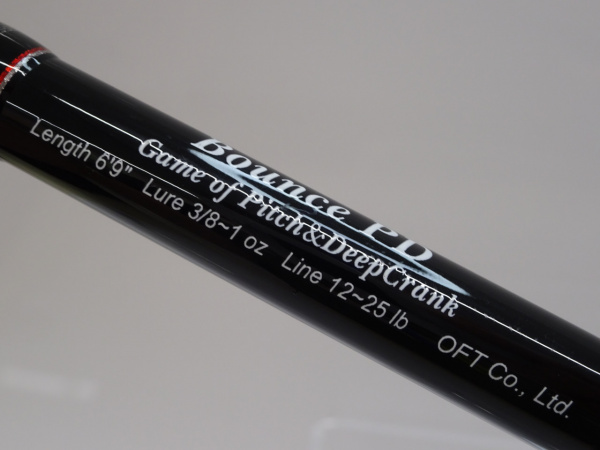 Bounce PD
Game of Pitch&DeepCrank
Length 6'9" Lure 3/8~1 oz Line 12~25 lb OFT Co., Ltd.